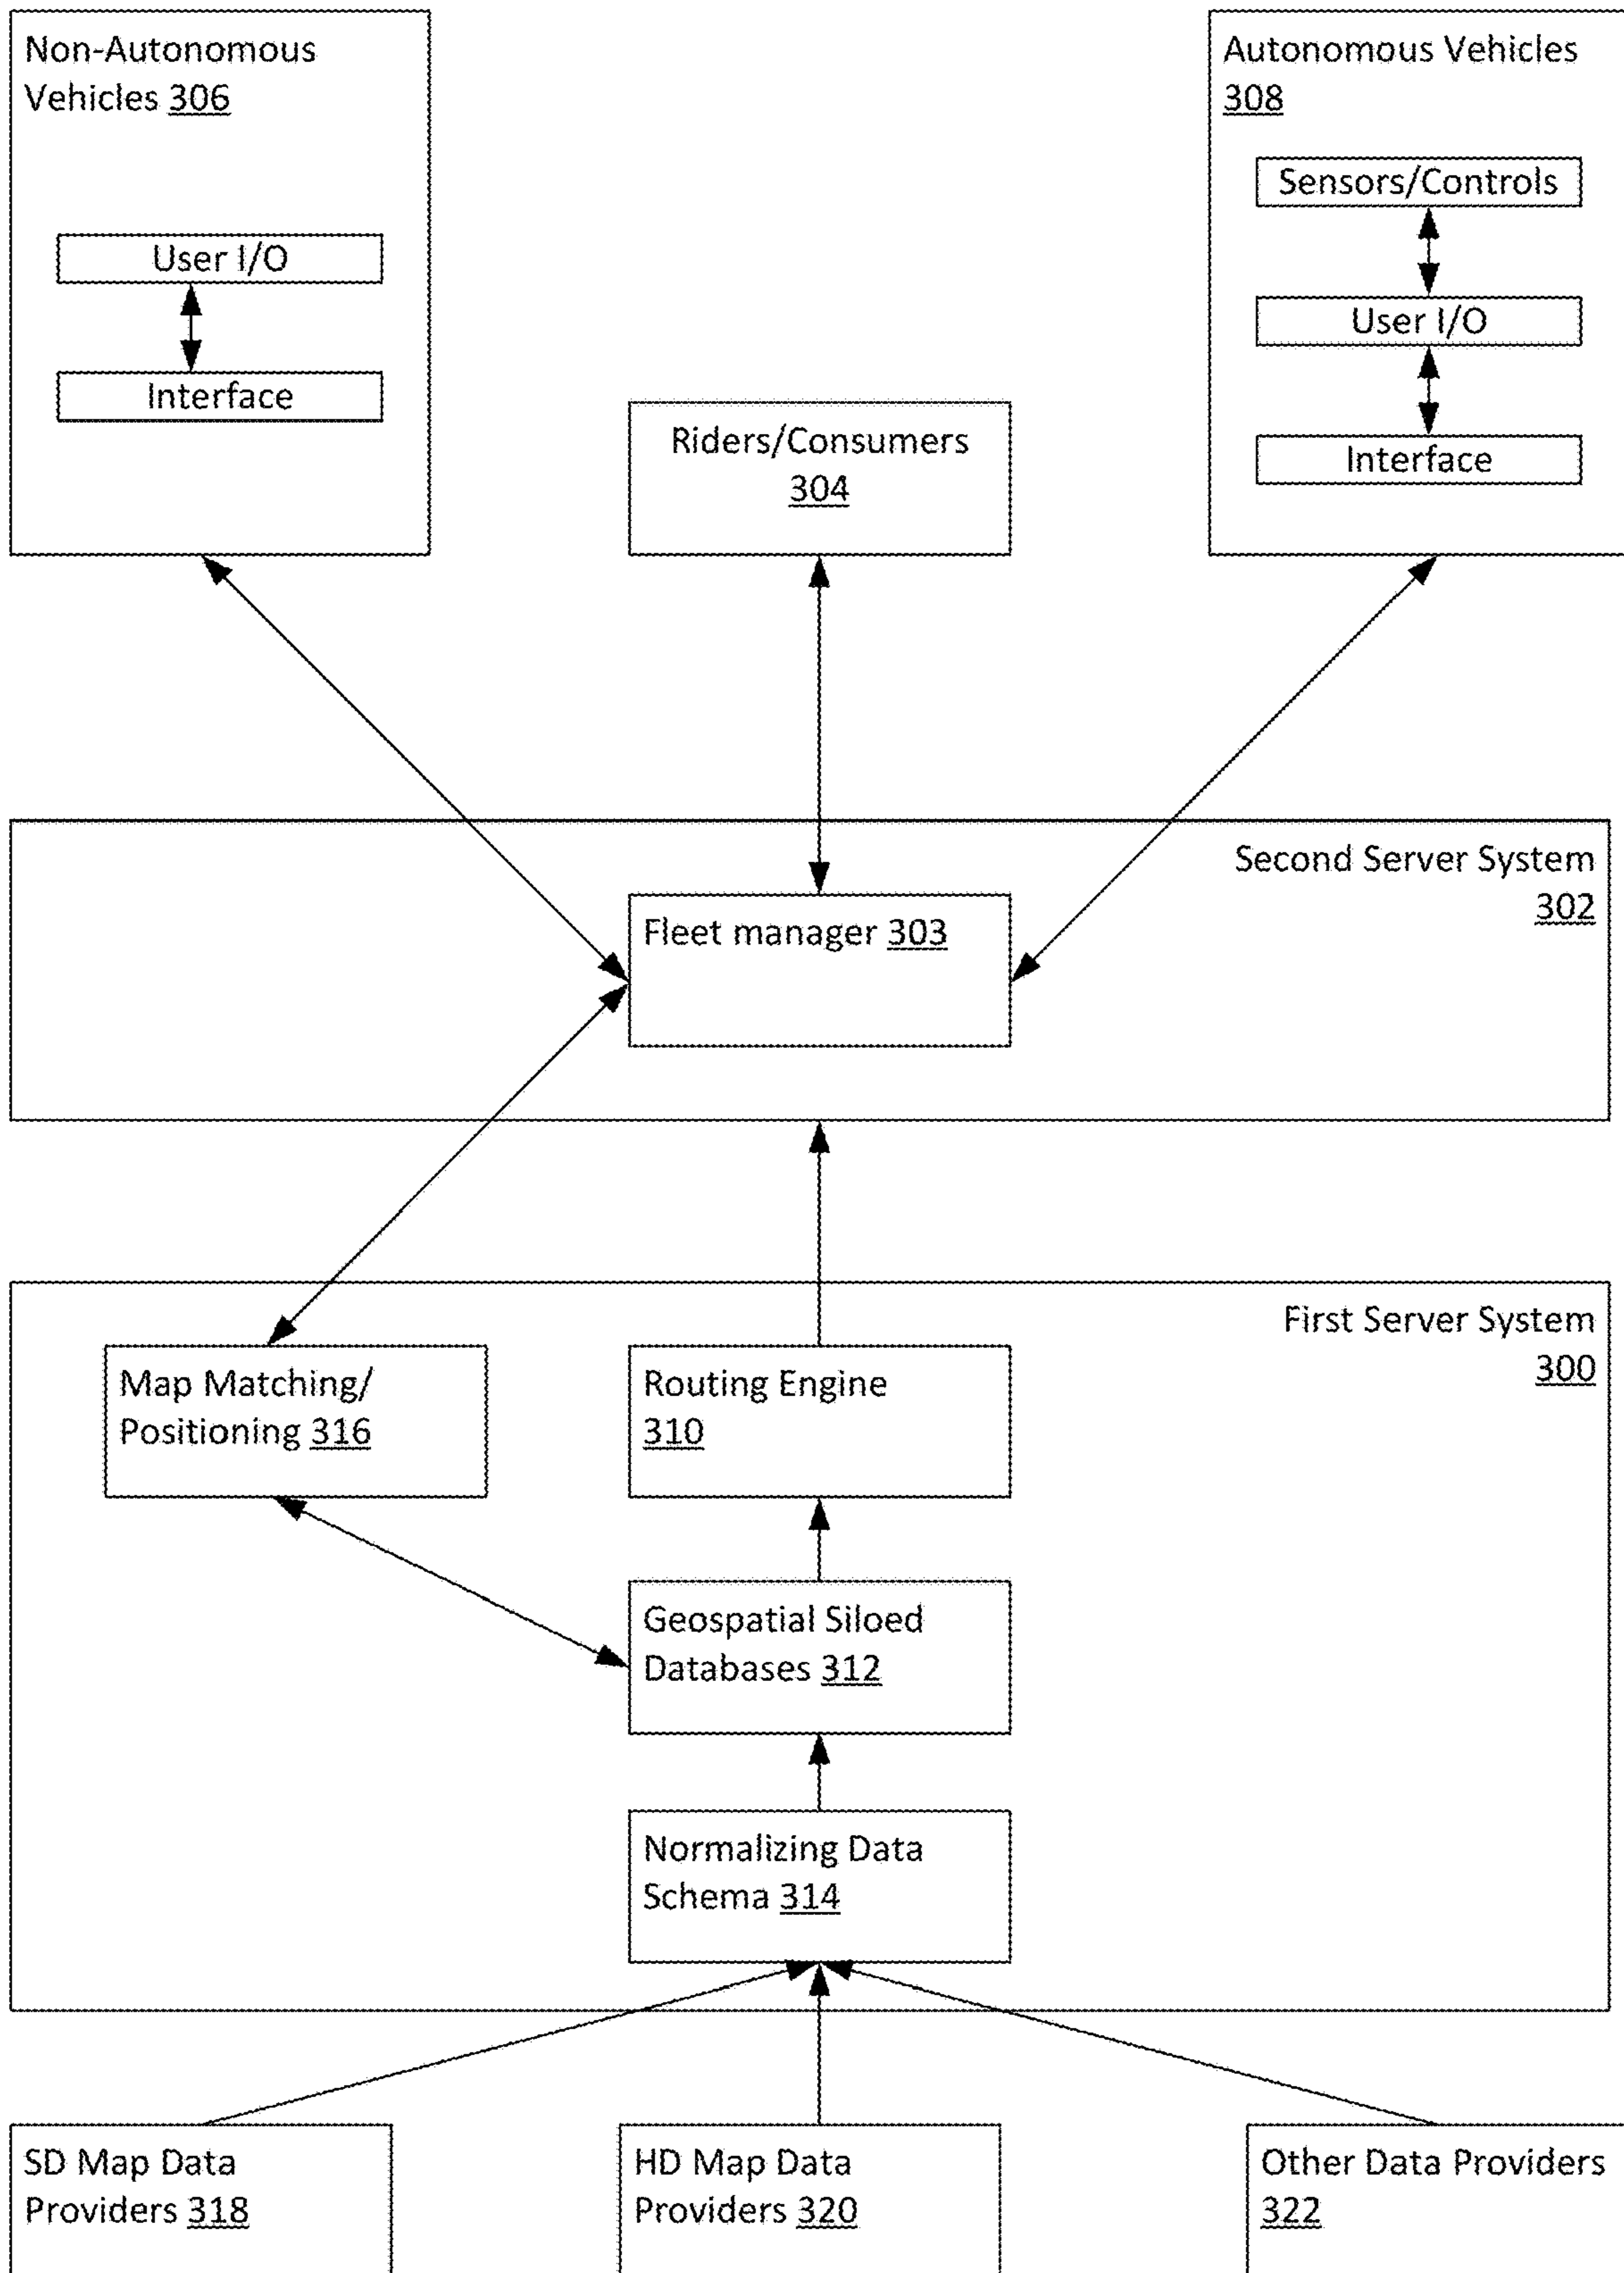 Non-Autonomous
Vehicles 306
User I/O
Interface
Autonomous Vehicles
308
Sensors/Controls
User I/O
Interface
Riders/Consumers
304
Second Server System
302
Fleet manager 303
First Server System
300
Map Matching/
Positioning 316
Routing Engine
310
Geospatial Siloed
Databases 312
Normalizing Data
Schema 314
SD Map Data
Providers 318
HD Map Data
Providers 320
Other Data Providers
322